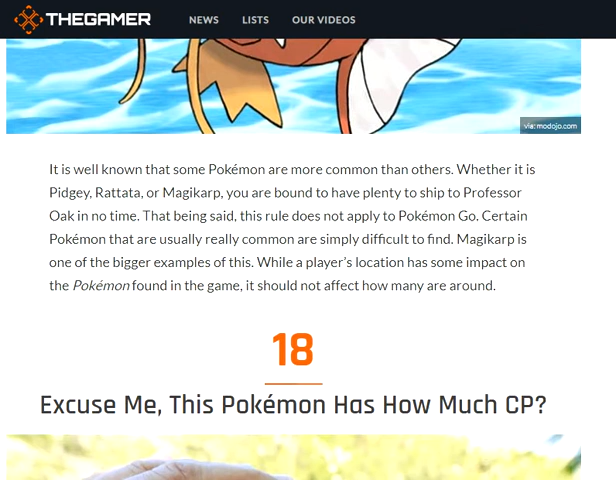 THEGAMER NEWS LISTS OUR VIDEOS
via: modojo.com
It is well known that some Pokémon are more common than others. Whether it is
Pidgey, Rattata, or Magikarp, you are bound to have plenty to ship to Professor
Oak in no time. That being said, this rule does not apply to Pokémon Go. Certain
Pokémon that are usually really common are simply difficult to find. Magikarp is
one of the bigger examples of this. While a player’s location has some impact on
the Pokémon found in the game, it should not affect how many are around.
18
Excuse Me, This Pokémon Has How Much CP?